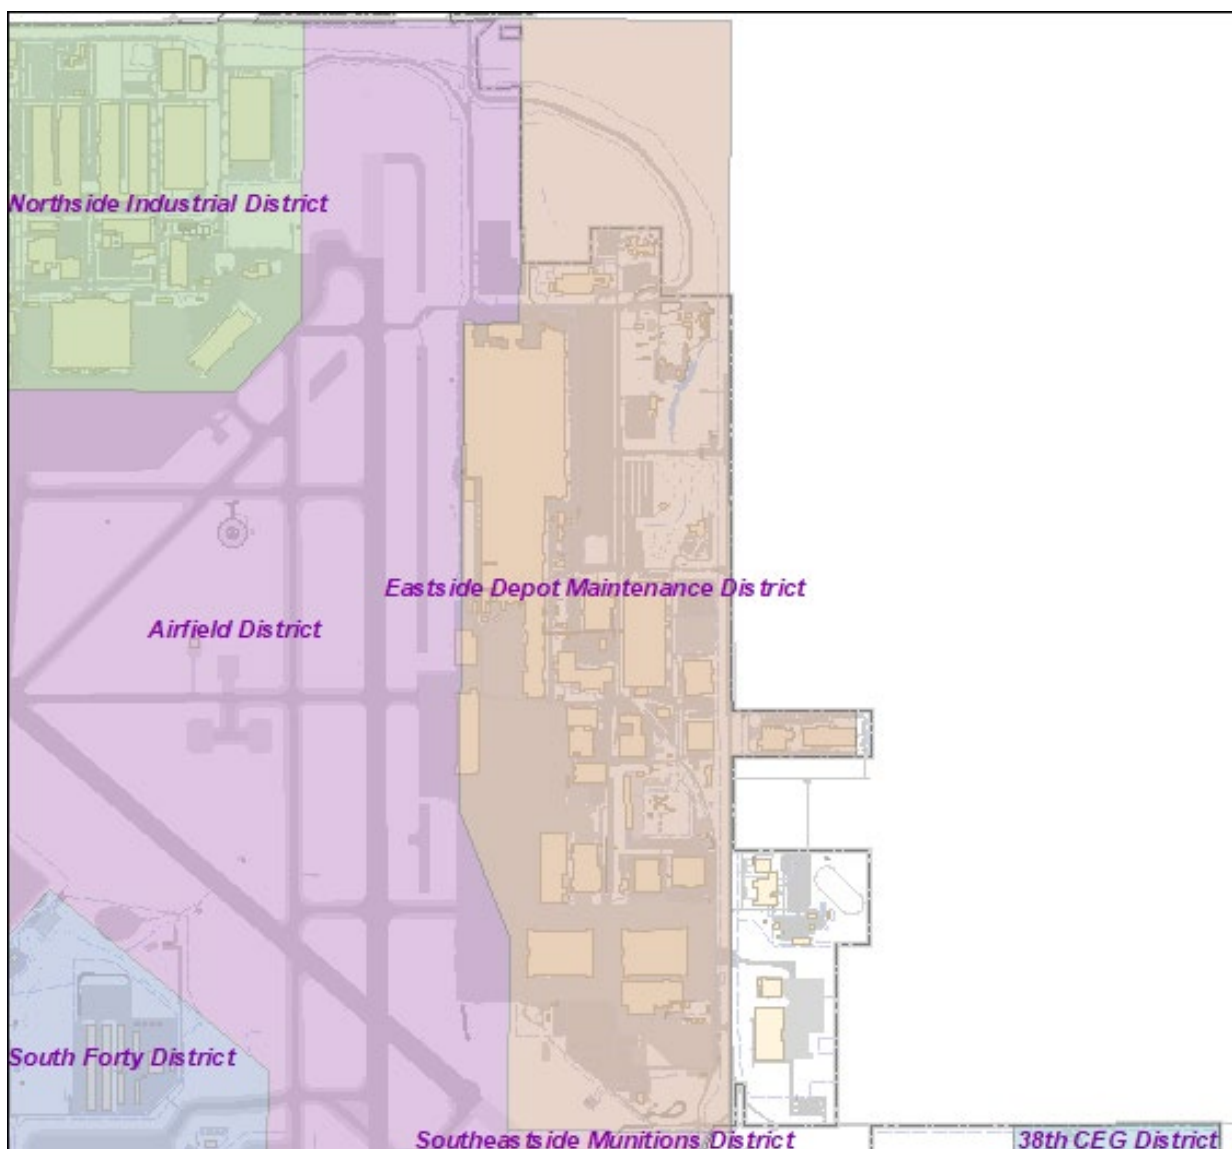 Northside Industrial District
Eastside Depot Maintenance District
Airfield District
South Forty District
Southeastside Munitions District
38th CEG District